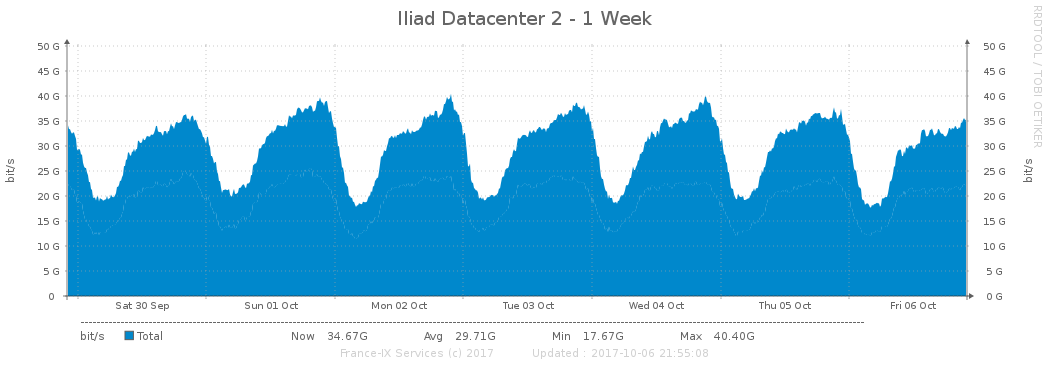 Iliad Datacenter 2 - 1 Week
RRDTOOL / TOBI OETIKER
bit/s
50 G 50 G
45 G 45 G
40 G 40 G
35 G 35 G
30 G 30 G
25 G 25 G
20 G 20 G
15 G 15 G
10 G 10 G
5 G 5 G
0 0 G
bit/s
Sat 30 Sep Sun 01 Oct Mon 02 Oct Tue 03 Oct Wed 04 Oct Thu 05 Oct Fri 06 Oct
bit/s Total Now 34.67G Avg 29.71G Min 17.67G Max 40.40G
France-IX Services (c) 2017 Updated : 2017-10-06 21:55:08